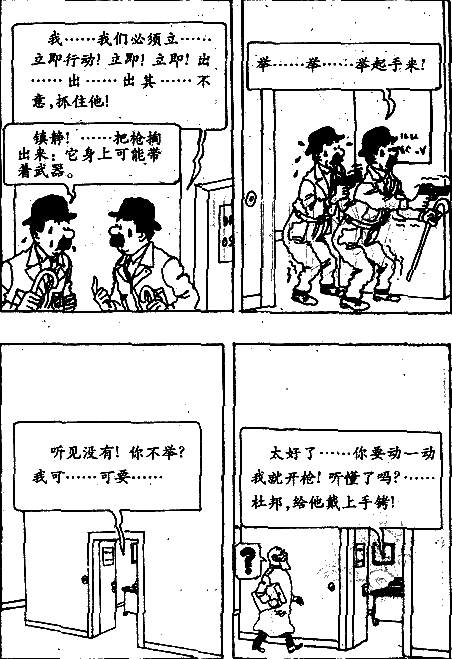 我……我们必须立……
立即行动！立即！立即！出
……出……出其……不
意，抓住他！
镇静！……把枪掏
出来：它身上可能带
着武器。
举……举……举起手来！
听见没有！你不举？
我可……可要……
太好了……你要动一动
我就开枪！听懂了吗？……
杜邦，给他戴上手铐！
?